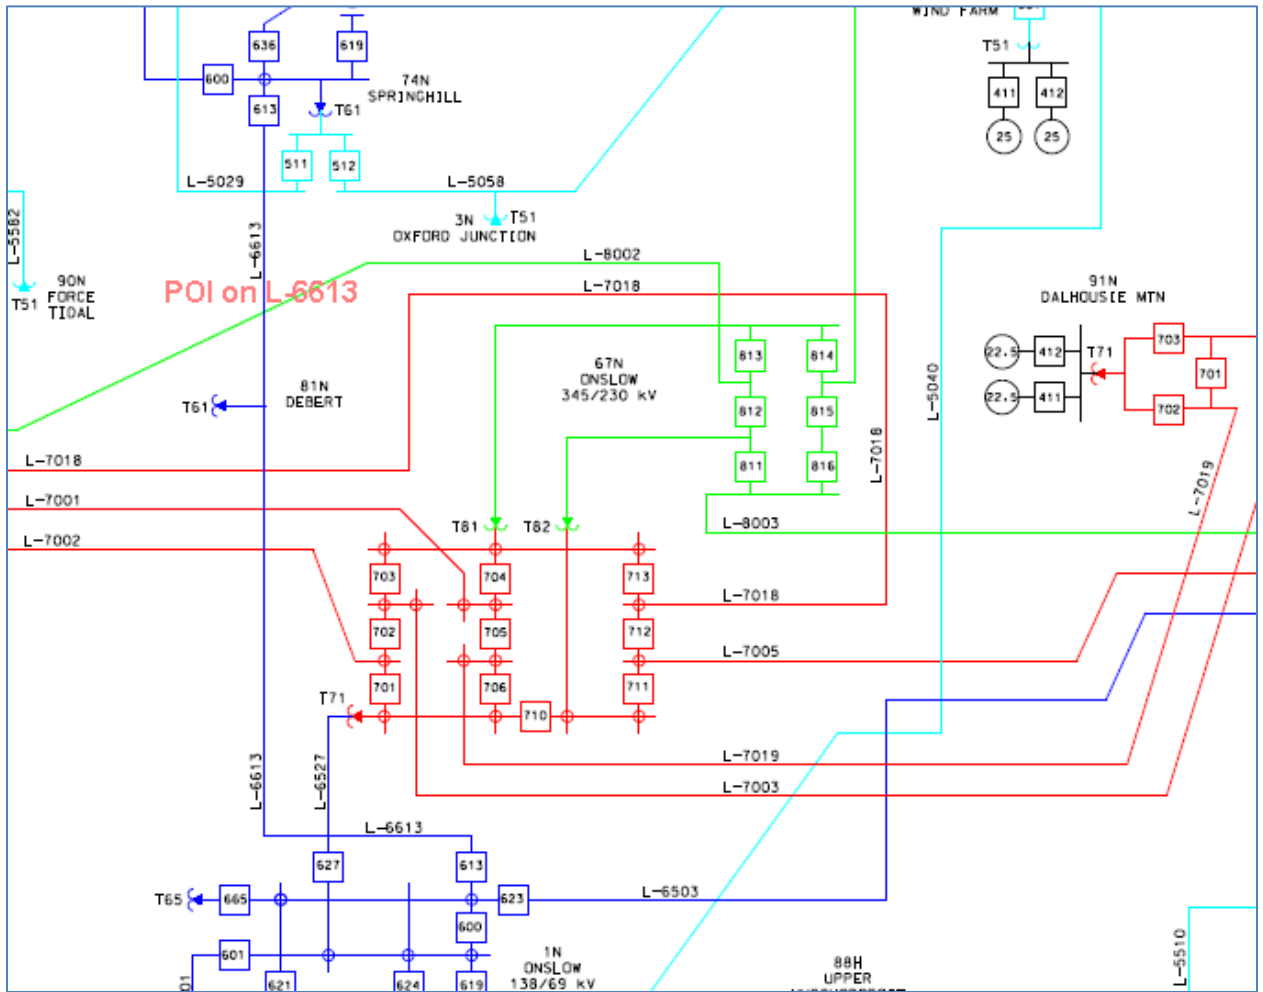 WIND FARM
636
619
T51
600
74N
SPRINGHILL
411
412
613
T61
25
25
511
512
L-5029
L-5058
3N
T51
OXFORD JUNCTION
L-5582
L-6613
L-8002
90N
FORCE
TIDAL
T51
POI on L-6613
L-7018
91N
DALHOUSIE MTN
703
22.5
412
T71
813
814
67N
ONSLOW
345/230 kV
701
81N
DEBERT
T61
22.5
411
702
812
815
L-5040
L-7018
L-7018
811
816
L-7019
L-7001
T81
T82
L-8003
L-7002
703
704
713
L-7018
702
705
712
L-7005
701
706
711
T71
710
L-7019
L-6613
L-6527
L-7003
L-6613
627
613
T65
665
623
L-6503
600
601
1N
ONSLOW
138/69 kV
88H
UPPER
L-5510
01
621
624
619